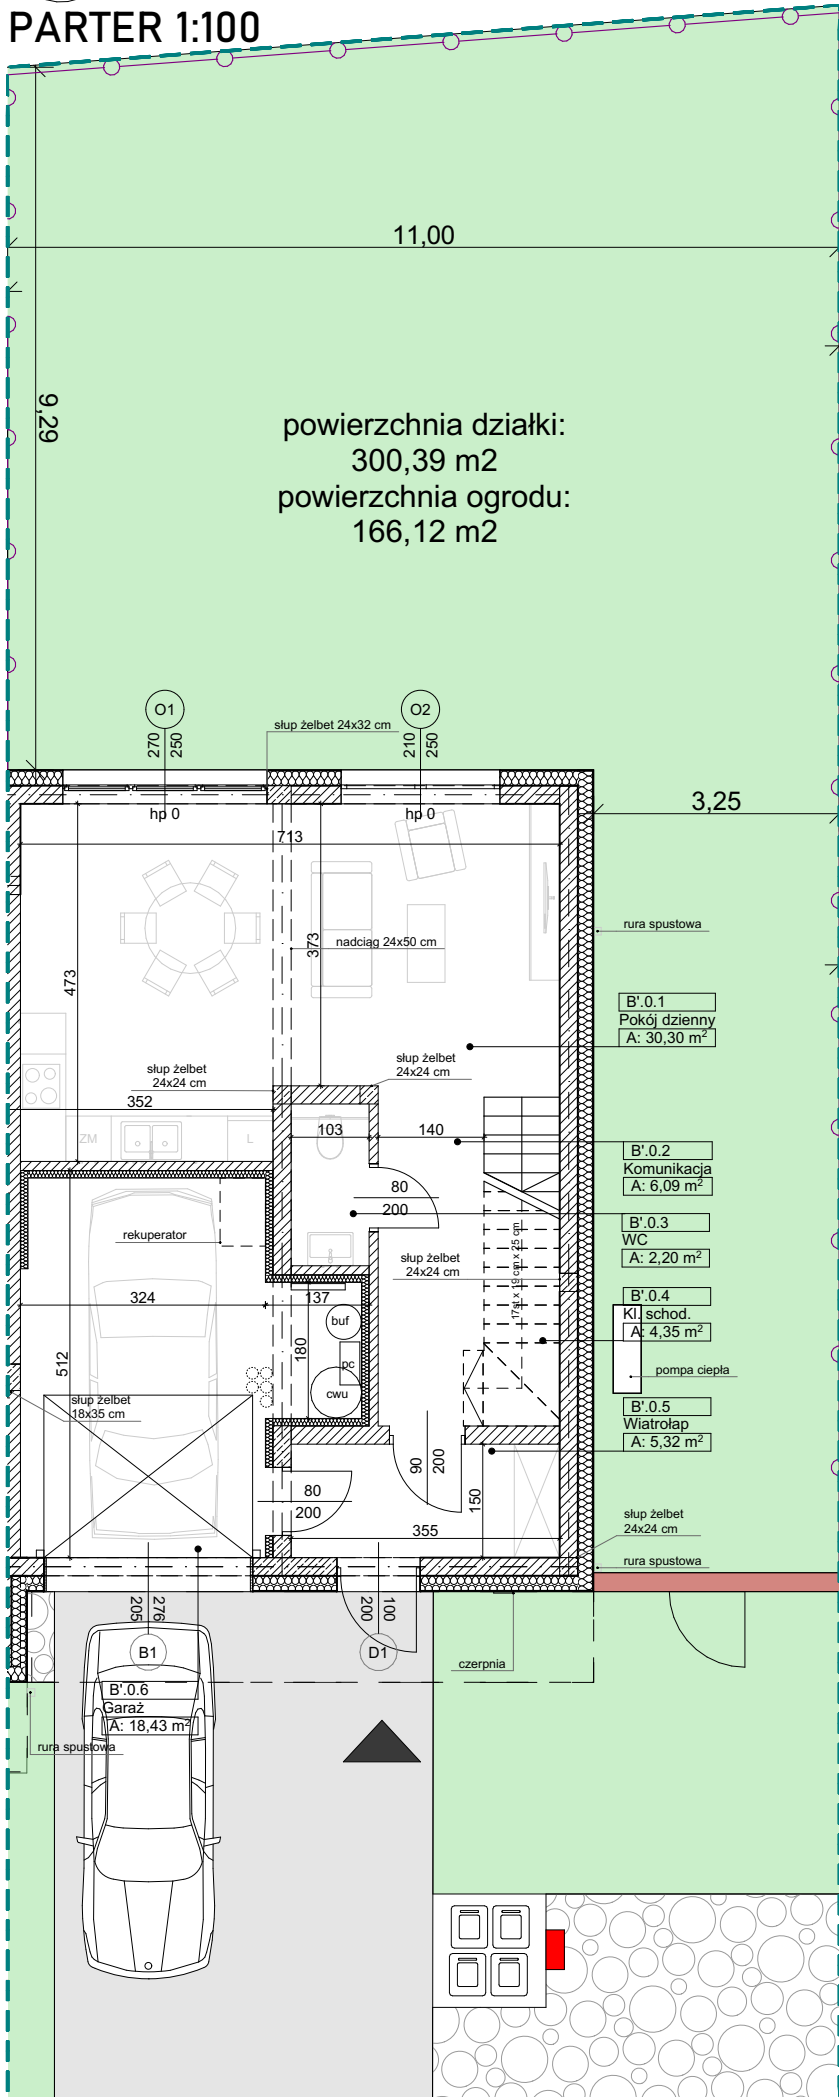 PARTER 1:100
11,00
9,29
powierzchnia działki:
300,39 m2
powierzchnia ogrodu:
166,12 m2
O1
270
250
słup żelbet 24x32 cm
O2
210
250
hp 0
hp 0
713
3,25
rura spustowa
nadciąg 24x50 cm
373
473
B'.0.1
Pokój dzienny
A: 30,30 m²
słup żelbet
24x24 cm
słup żelbet
24x24 cm
352
ZM
L
103
140
B'.0.2
Komunikacja
A: 6,09 m²
80
200
B'.0.3
WC
A: 2,20 m²
rekuperator
słup żelbet
24x24 cm
17st x 19 cm x 25 cm
324
137
B'.0.4
Kl. schod.
A: 4,35 m²
buf
pc
cwu
180
512
pompa ciepła
słup żelbet
18x35 cm
B'.0.5
Wiatrołap
A: 5,32 m²
90
200
80
200
150
355
słup żelbet
24x24 cm
rura spustowa
276
205
B1
100
200
D1
czerpnia
B'.0.6
Garaż
A: 18,43 m²
rura spustowa